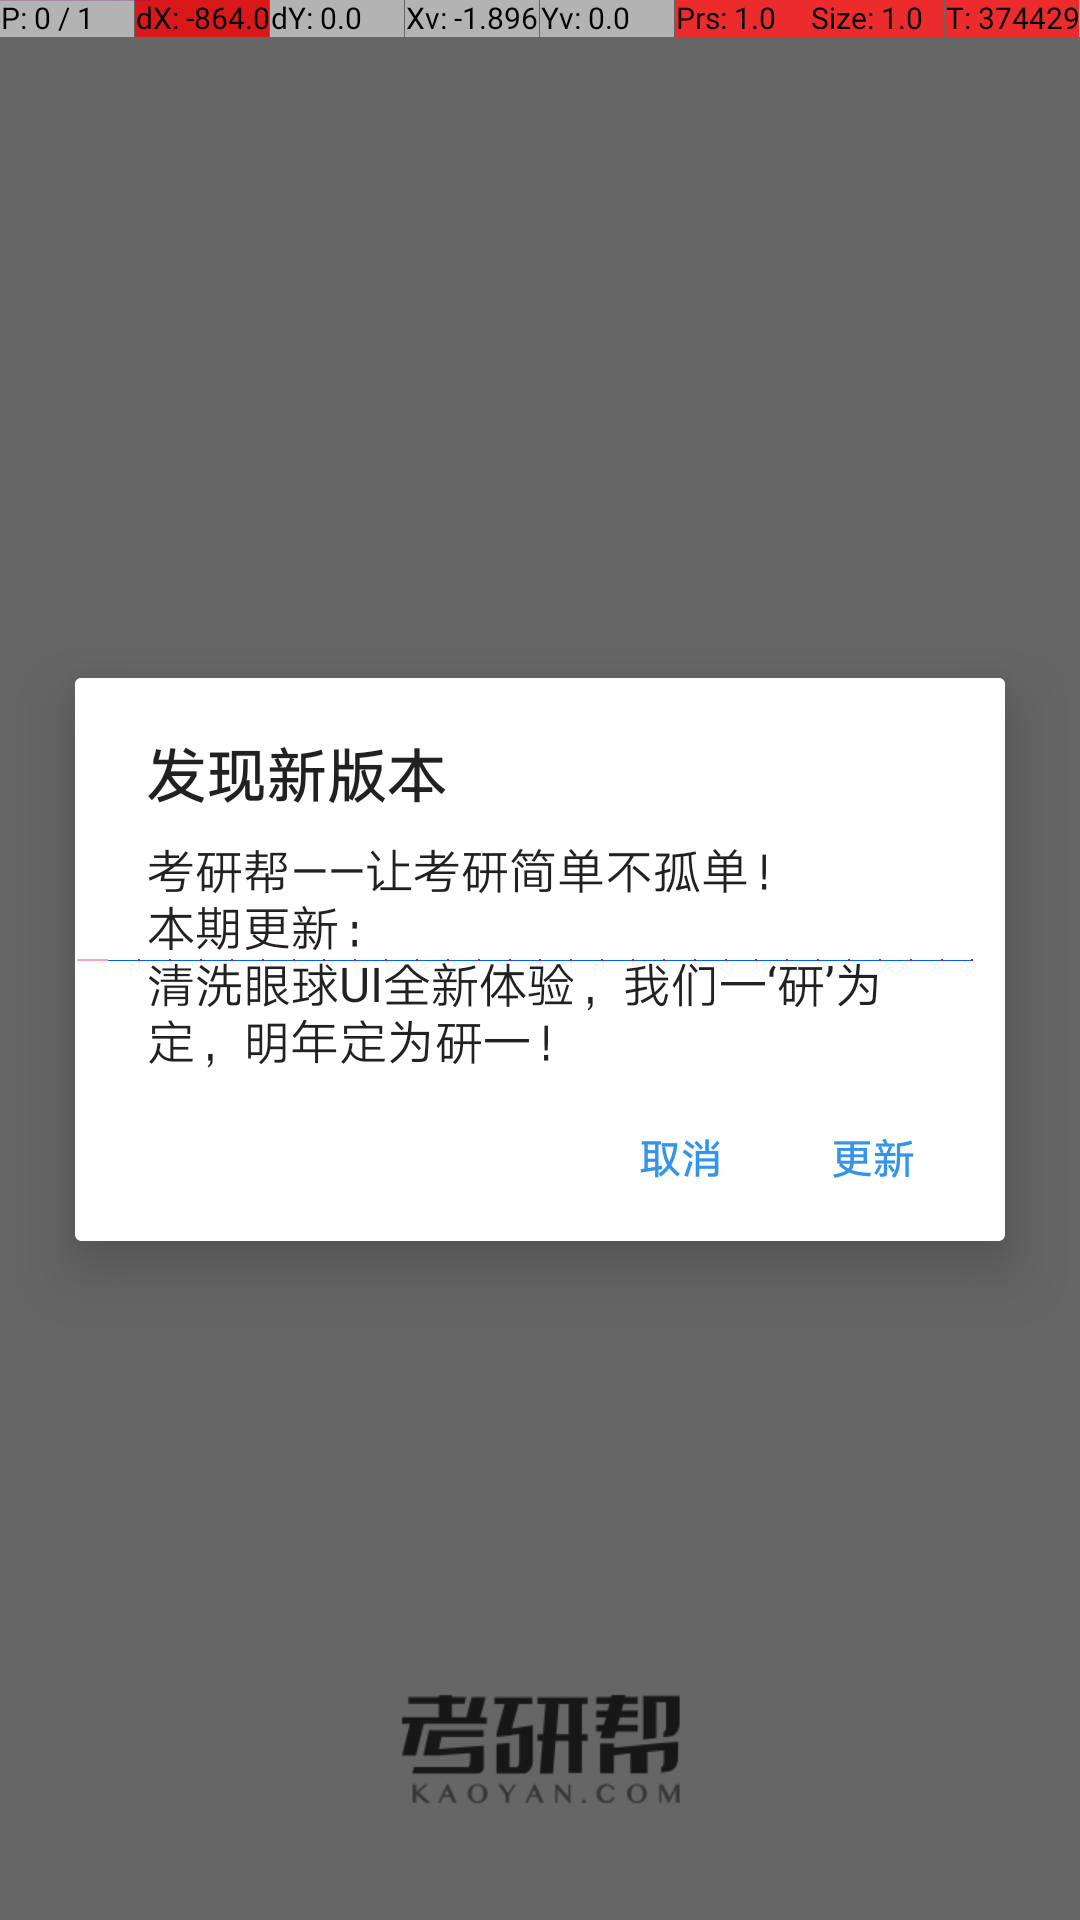 P: 0 / 1 dX: -864.0 dY: 0.0 Xv: -1.896 Yv: 0.0 Prs: 1.0 Size: 1.0 T: 374429
发现新版本
考研帮——让考研简单不孤单！
本期更新：
清洗眼球UI全新体验，我们一‘研’为
定，明年定为研一！
取消 更新
考研帮
KAOYAN.COM